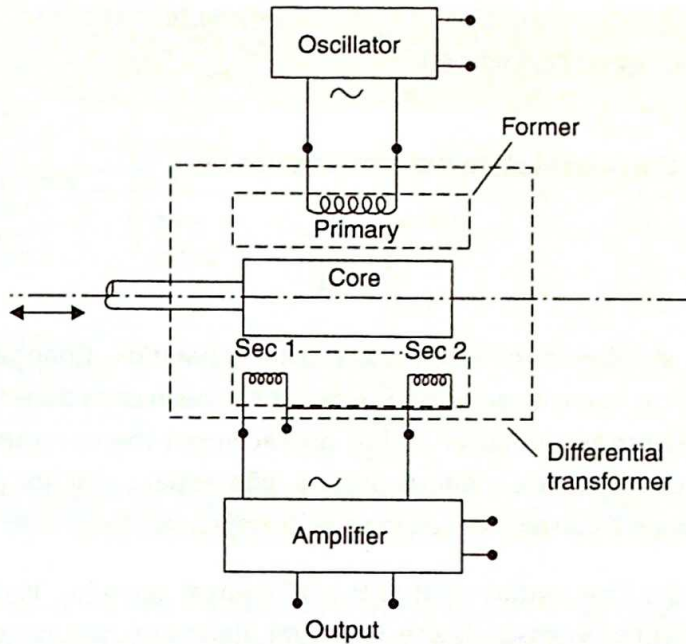 Oscillator
Former
Primary
Core
Sec 1
Sec 2
Differential
transformer
Amplifier
Output